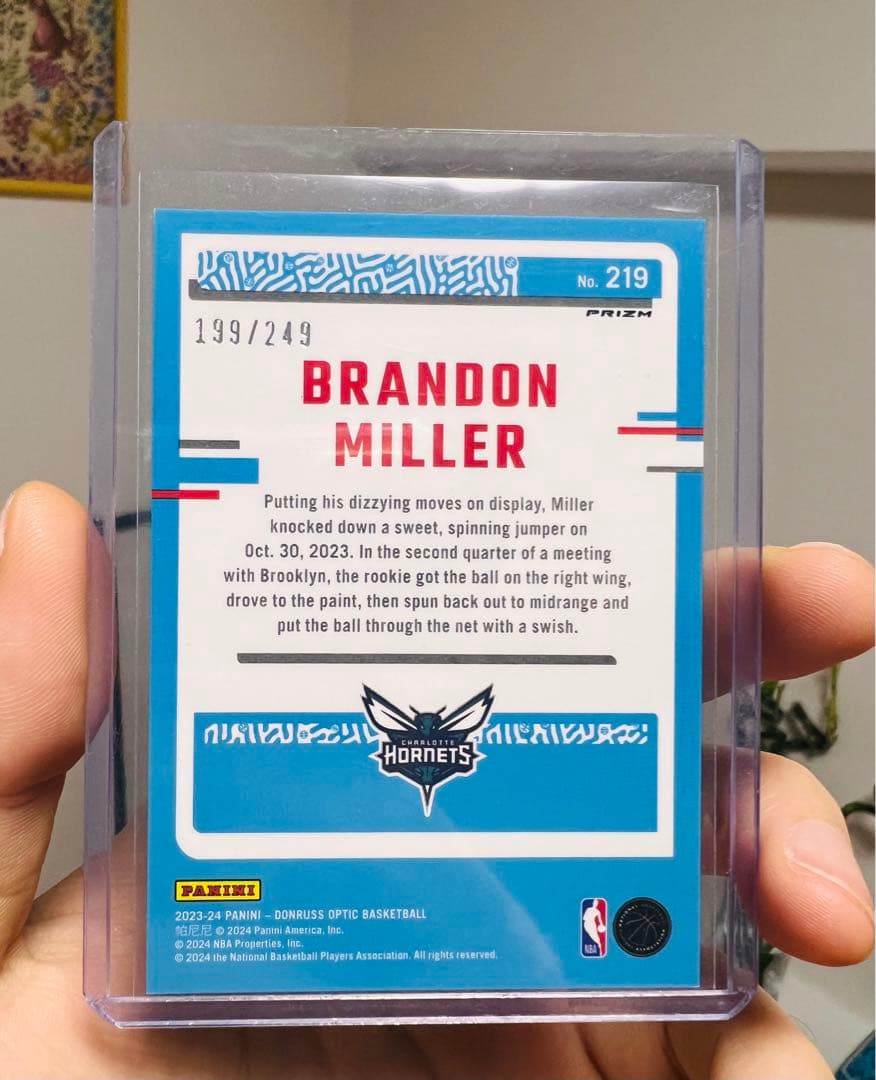 No. 219
PRIZM
199/249
BRANDON
MILLER
Putting his dizzying moves on display, Miller
knocked down a sweet, spinning jumper on
Oct. 30, 2023. In the second quarter of a meeting
with Brooklyn, the rookie got the ball on the right wing,
drove to the paint, then spun back out to midrange and
put the ball through the net with a swish.
CHARLOTTE
HORNETS
PANINI
2023-24 PANINI – DONRUSS OPTIC BASKETBALL
帕尼尼 © 2024 Panini America, Inc.
© 2024 NBA Properties, Inc.
© 2024 the National Basketball Players Association. All rights reserved.
NBA